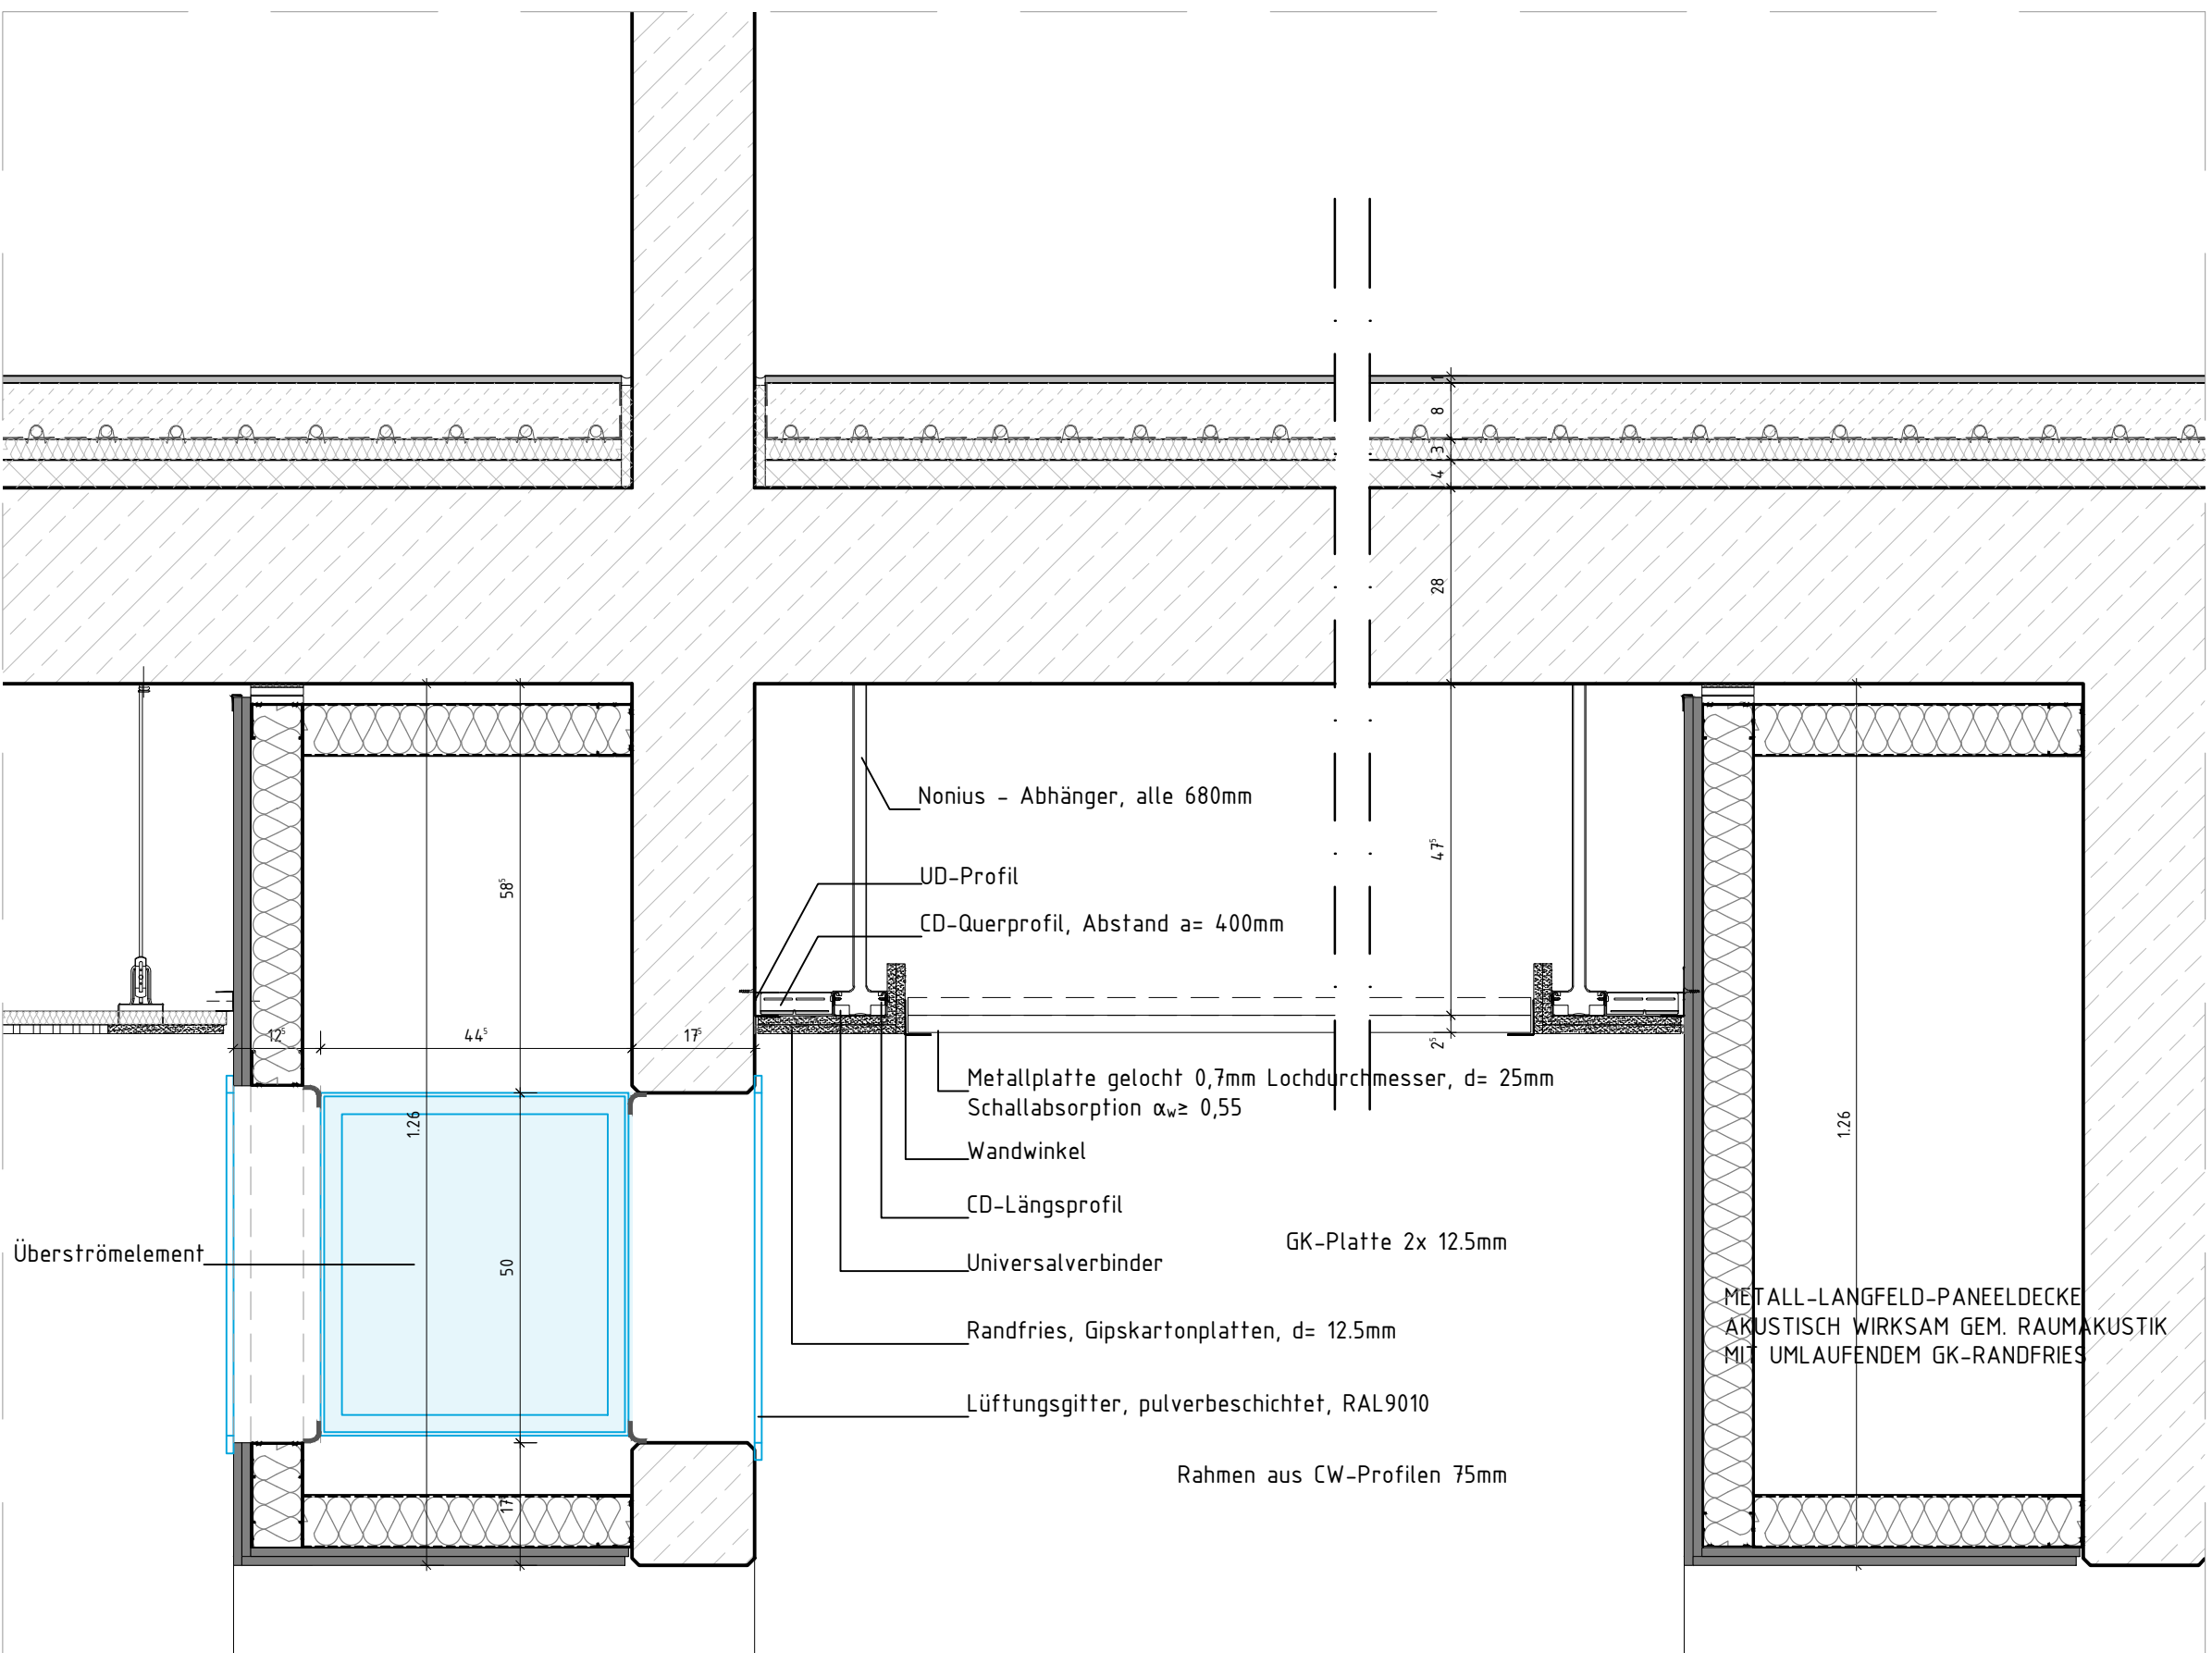 1
8
3
4
28
Nonius - Abhänger, alle 680mm
47⁵
58⁵
UD-Profil
CD-Querprofil, Abstand a= 400mm
12⁵
44⁵
17⁵
2⁵
Metallplatte gelocht 0,7mm Lochdurchmesser, d= 25mm
Schallabsorption αw≥ 0,55
1.26
1.26
Wandwinkel
CD-Längsprofil
GK-Platte 2x 12.5mm
Überströmelement
50
Universalverbinder
METALL-LANGFELD-PANEELDECKE
AKUSTISCH WIRKSAM GEM. RAUMAKUSTIK
MIT UMLAUFENDEM GK-RANDFRIES
Randfries, Gipskartonplatten, d= 12.5mm
Lüftungsgitter, pulverbeschichtet, RAL9010
Rahmen aus CW-Profilen 75mm
17⁵